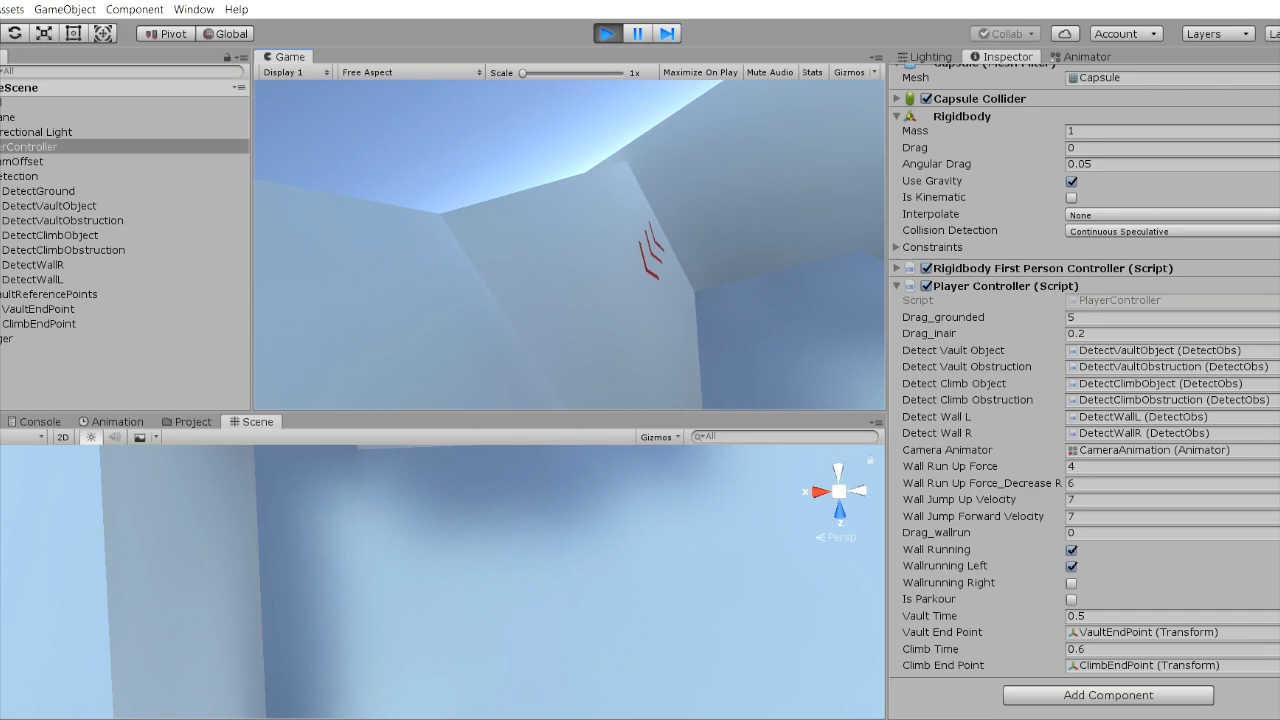 ssets GameObject Component Window Help
Pivot Global Collab Account Layers La
Game Lighting Inspector Animator
All
Display 1 Free Aspect Scale 1x Maximize On Play Mute Audio Stats Gizmos
eScene
ane
rectional Light
erController
amOffset
etection
DetectGround
DetectVaultObject
DetectVaultObstruction
DetectClimbObject
DetectClimbObstruction
DetectWallR
DetectWallL
aultReferencePoints
VaultEndPoint
ClimbEndPoint
ger
Console Animation Project Scene
2D Gizmos All
x
z
Persp
Capsule (Mesh Filter)
Mesh Capsule
Capsule Collider
Rigidbody
Mass 1
Drag 0
Angular Drag 0.05
Use Gravity
Is Kinematic
Interpolate None
Collision Detection Continuous Speculative
Constraints
Rigidbody First Person Controller (Script)
Player Controller (Script)
Script PlayerController
Drag_grounded 5
Drag_inair 0.2
Detect Vault Object DetectVaultObject (DetectObs)
Detect Vault Obstruction DetectVaultObstruction (DetectObs)
Detect Climb Object DetectClimbObject (DetectObs)
Detect Climb Obstruction DetectClimbObstruction (DetectObs)
Detect Wall L DetectWallL (DetectObs)
Detect Wall R DetectWallR (DetectObs)
Camera Animator CameraAnimation (Animator)
Wall Run Up Force 4
Wall Run Up Force_Decrease R 6
Wall Jump Up Velocity 7
Wall Jump Forward Velocity 7
Drag_wallrun 0
Wall Running
Wallrunning Left
Wallrunning Right
Is Parkour
Vault Time 0.5
Vault End Point VaultEndPoint (Transform)
Climb Time 0.6
Climb End Point ClimbEndPoint (Transform)
Add Component